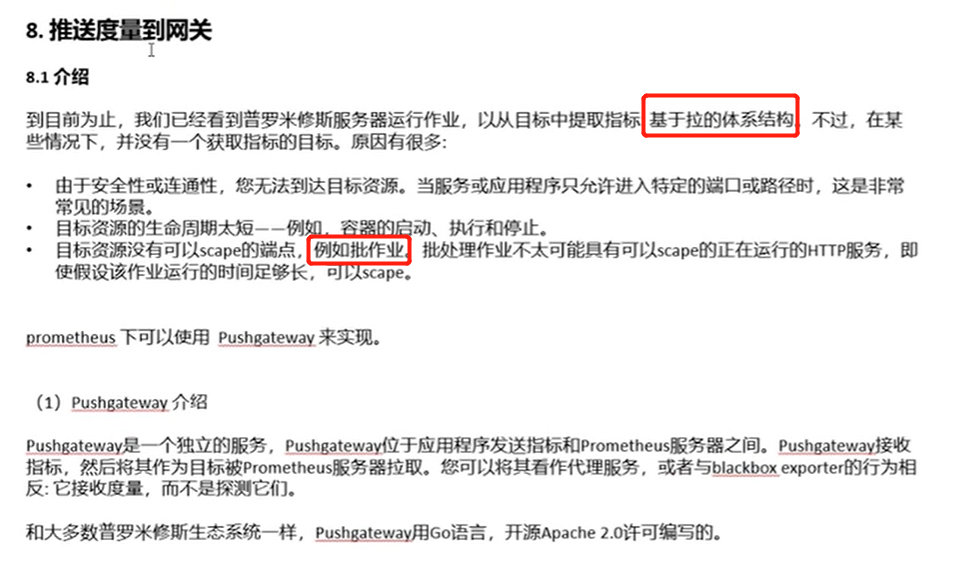 8. 推送度量到网关
8.1 介绍
到目前为止，我们已经看到普罗米修斯服务器运行作业，以从目标中提取指标 基于拉的体系结构。不过，在某
些情况下，并没有一个获取指标的目标。原因有很多:
• 由于安全性或连通性，您无法到达目标资源。当服务或应用程序只允许进入特定的端口或路径时，这是非常
常见的场景。
• 目标资源的生命周期太短——例如，容器的启动、执行和停止。
• 目标资源没有可以scape的端点，例如批作业。批处理作业不太可能具有可以scape的正在运行的HTTP服务，即
使假设该作业运行的时间足够长，可以scape。
prometheus 下可以使用 Pushgateway 来实现。
（1）Pushgateway 介绍
Pushgateway是一个独立的服务，Pushgateway位于应用程序发送指标和Prometheus服务器之间。Pushgateway接收
指标，然后将其作为目标被Prometheus服务器拉取。您可以将其看作代理服务，或者与blackbox exporter的行为相
反: 它接收度量，而不是探测它们。
和大多数普罗米修斯生态系统一样，Pushgateway用Go语言，开源Apache 2.0许可编写的。